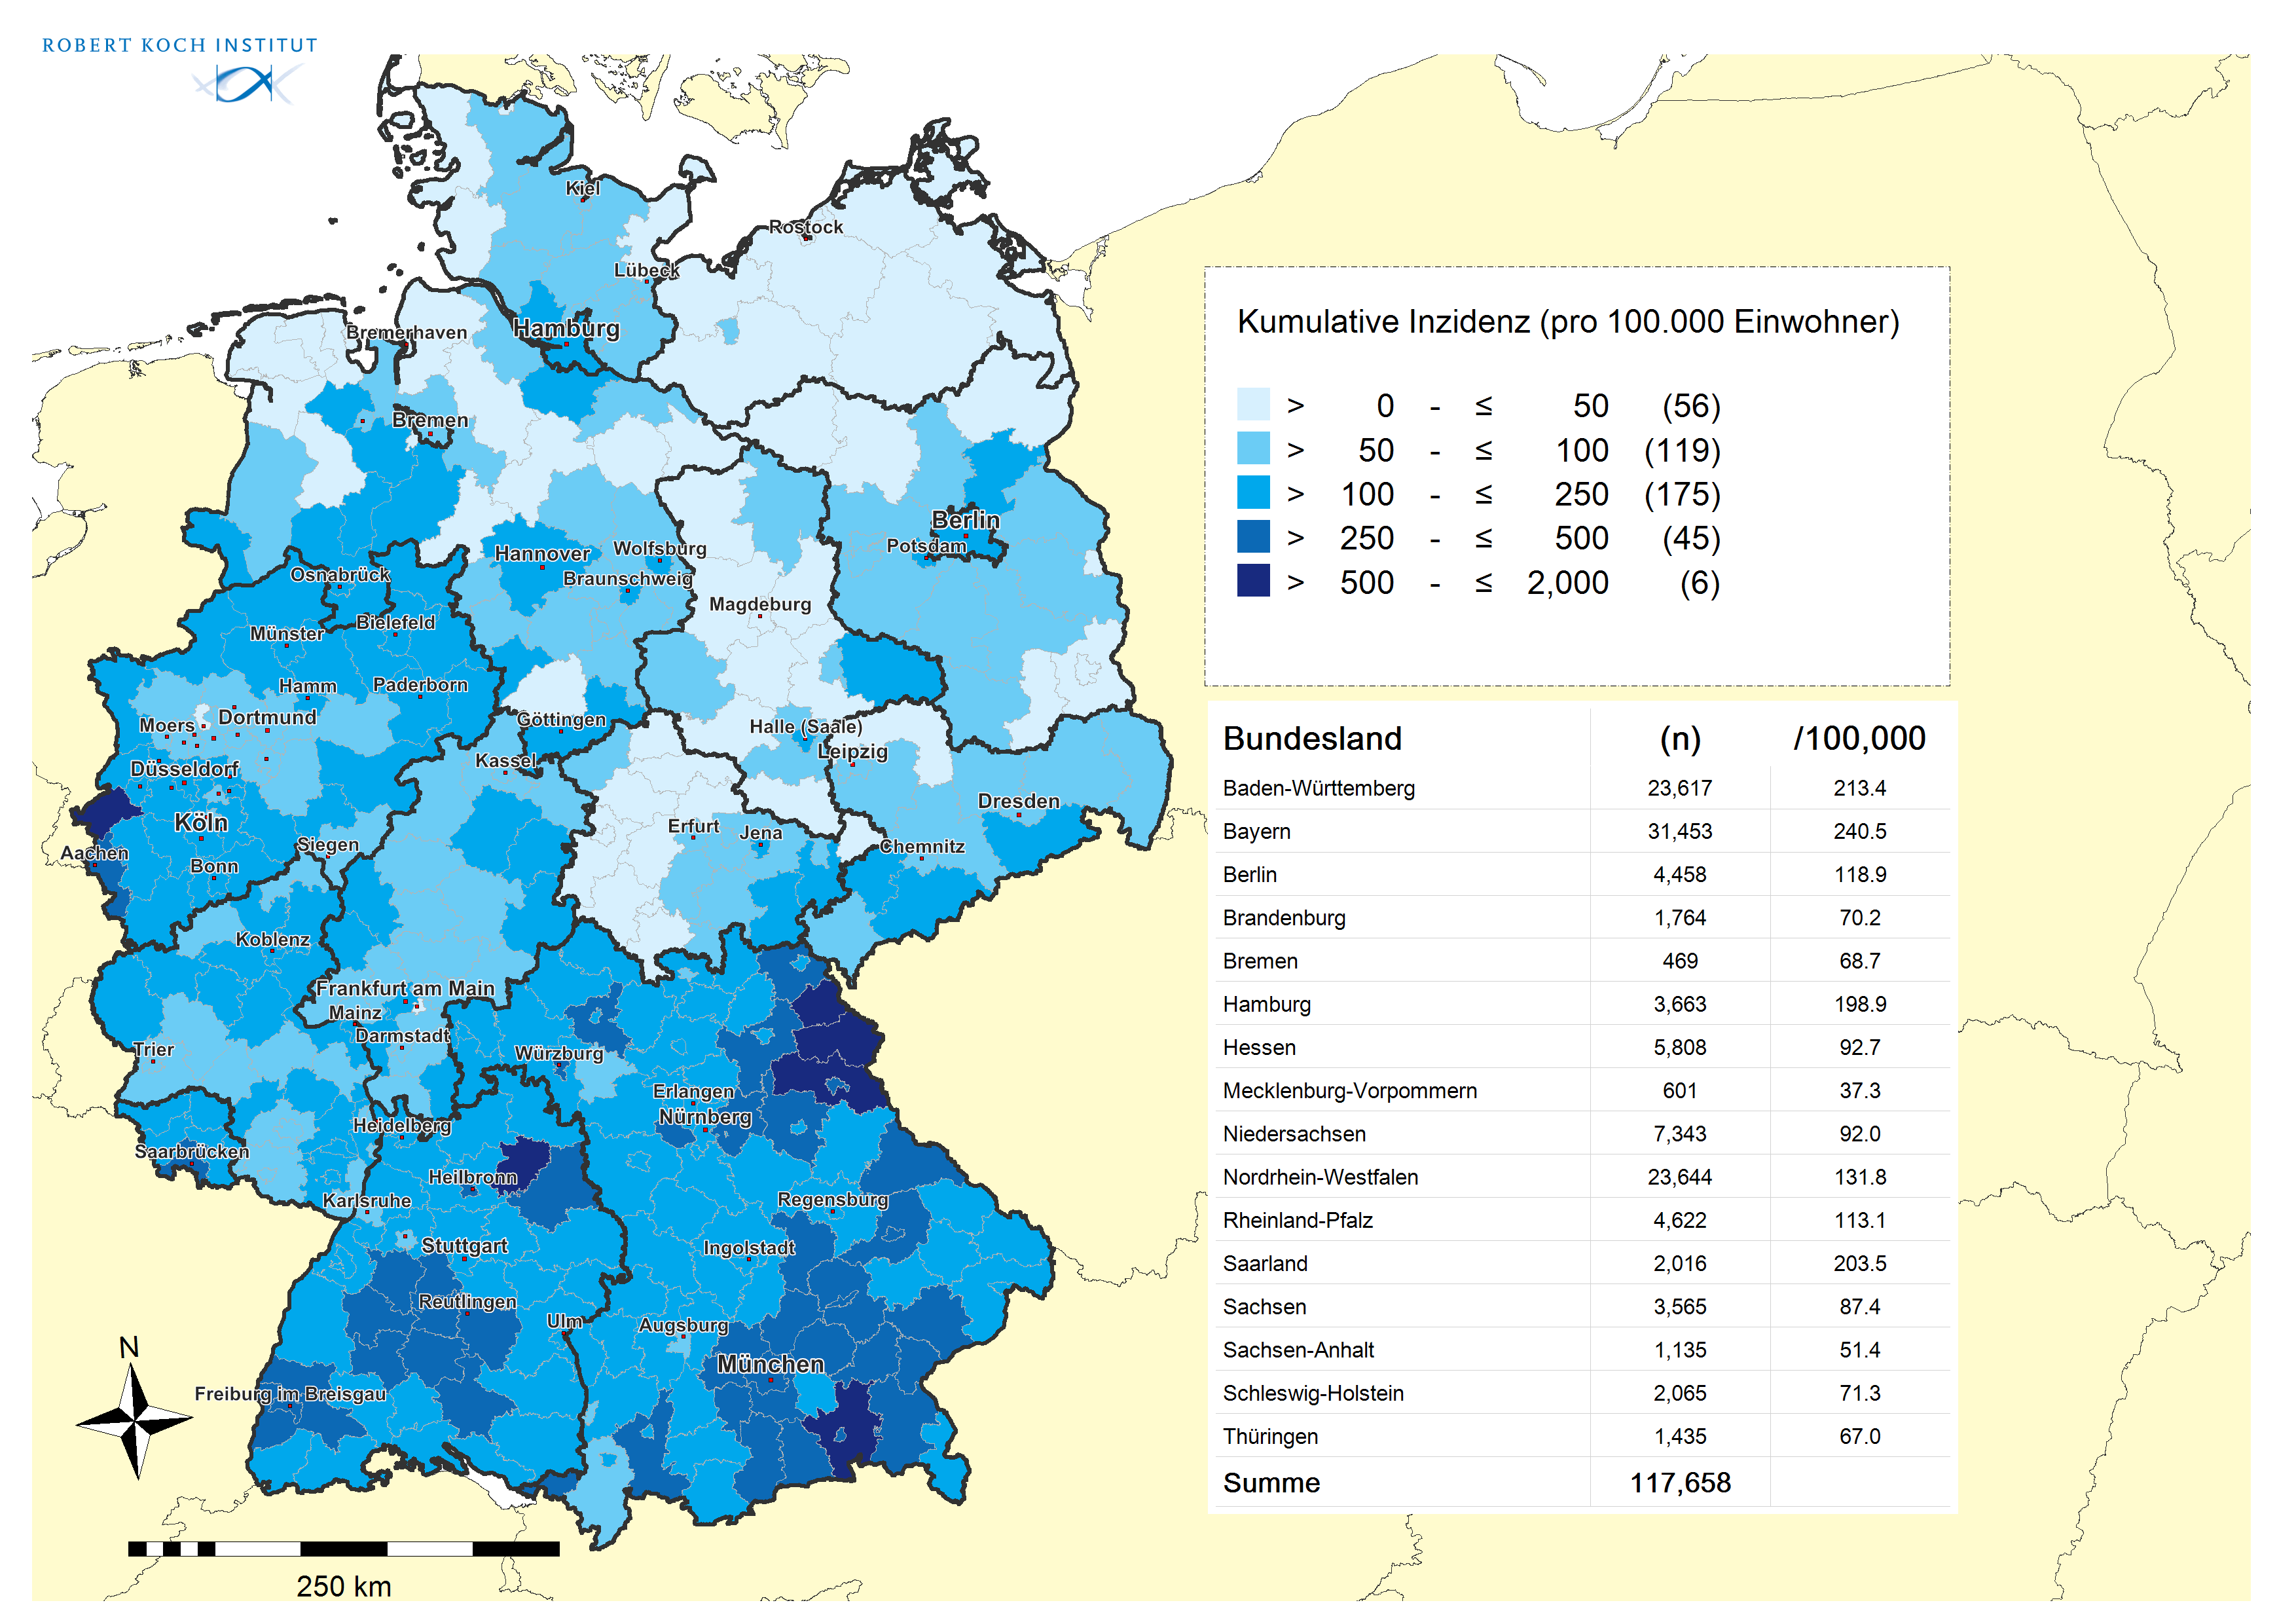 ROBERT KOCH INSTITUT
Kiel
Rostock
Lübeck
Hamburg
Bremerhaven
Bremen
Berlin
Potsdam
Hannover
Wolfsburg
Braunschweig
Osnabrück
Magdeburg
Bielefeld
Münster
Hamm
Paderborn
Moers
Dortmund
Göttingen
Halle (Saale)
Leipzig
Kassel
Düsseldorf
Dresden
Köln
Erfurt
Jena
Chemnitz
Siegen
Aachen
Bonn
Koblenz
Frankfurt am Main
Mainz
Darmstadt
Trier
Würzburg
Erlangen
Nürnberg
Heidelberg
Saarbrücken
Heilbronn
Karlsruhe
Regensburg
Stuttgart
Ingolstadt
Reutlingen
Ulm
Augsburg
München
Freiburg im Breisgau
N
250 km
Kumulative Inzidenz (pro 100.000 Einwohner)
> 0 - ≤ 50 (56)
> 50 - ≤ 100 (119)
> 100 - ≤ 250 (175)
> 250 - ≤ 500 (45)
> 500 - ≤ 2,000 (6)
Bundesland (n) /100,000
Baden-Württemberg 23,617 213.4
Bayern 31,453 240.5
Berlin 4,458 118.9
Brandenburg 1,764 70.2
Bremen 469 68.7
Hamburg 3,663 198.9
Hessen 5,808 92.7
Mecklenburg-Vorpommern 601 37.3
Niedersachsen 7,343 92.0
Nordrhein-Westfalen 23,644 131.8
Rheinland-Pfalz 4,622 113.1
Saarland 2,016 203.5
Sachsen 3,565 87.4
Sachsen-Anhalt 1,135 51.4
Schleswig-Holstein 2,065 71.3
Thüringen 1,435 67.0
Summe 117,658